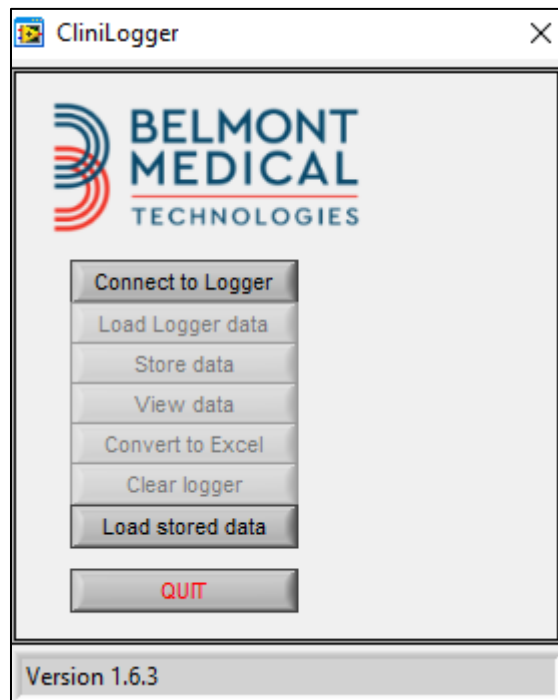 CliniLogger
BELMONT
MEDICAL
TECHNOLOGIES
Connect to Logger
Load Logger data
Store data
View data
Convert to Excel
Clear logger
Load stored data
QUIT
Version 1.6.3